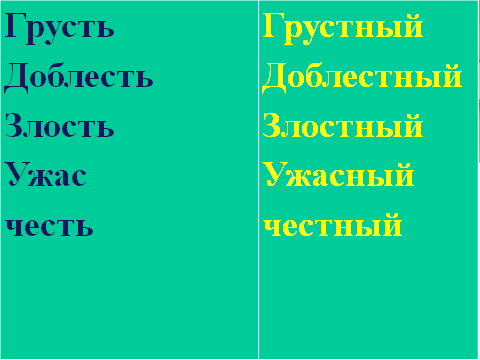 Грусть
Доблесть
Злость
Ужас
честь
Грустный
Доблестный
Злостный
Ужасный
честный